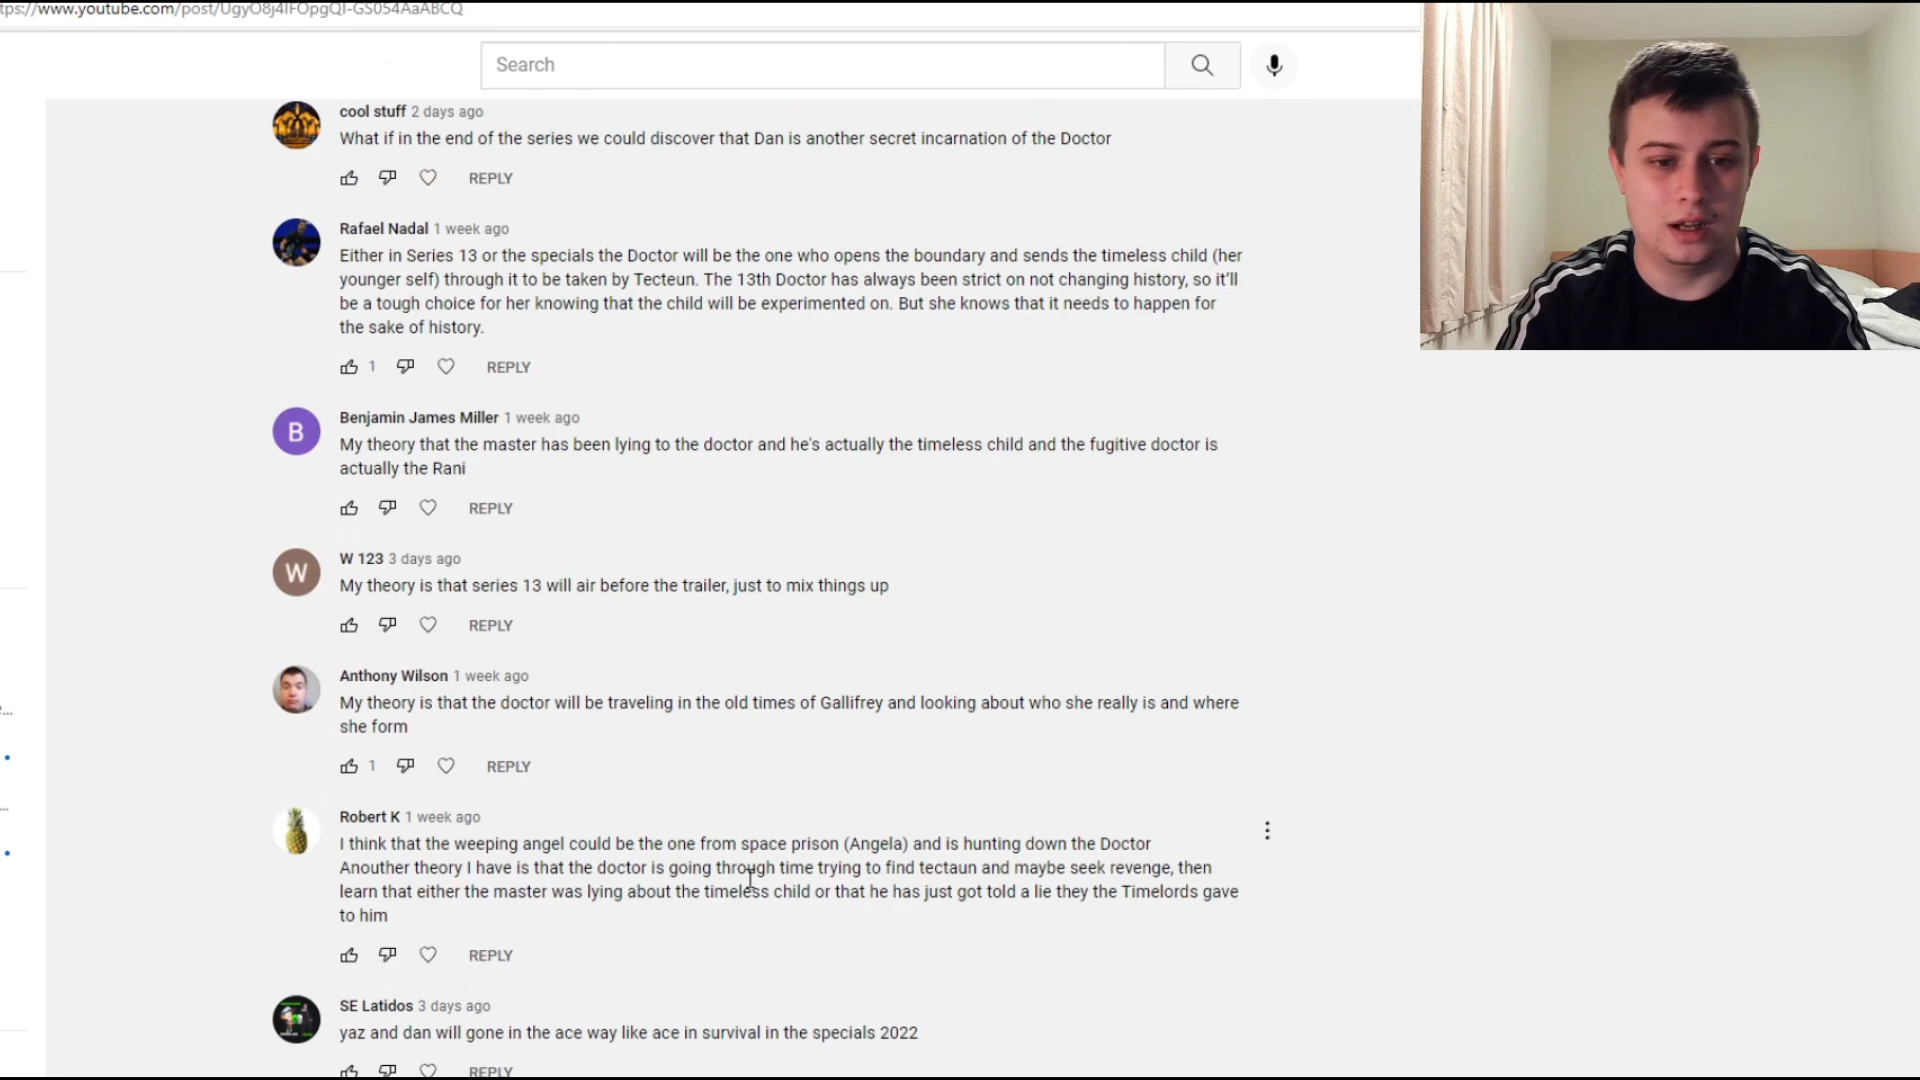 tps://www.youtube.com/post/UgyO8j4IFOpgQI-GS054AaABCQ
Search
cool stuff 2 days ago
What if in the end of the series we could discover that Dan is another secret incarnation of the Doctor
REPLY
Rafael Nadal 1 week ago
Either in Series 13 or the specials the Doctor will be the one who opens the boundary and sends the timeless child (her
younger self) through it to be taken by Tecteun. The 13th Doctor has always been strict on not changing history, so it'll
be a tough choice for her knowing that the child will be experimented on. But she knows that it needs to happen for
the sake of history.
1 REPLY
B
Benjamin James Miller 1 week ago
My theory that the master has been lying to the doctor and he's actually the timeless child and the fugitive doctor is
actually the Rani
REPLY
W
W 123 3 days ago
My theory is that series 13 will air before the trailer, just to mix things up
REPLY
Anthony Wilson 1 week ago
My theory is that the doctor will be traveling in the old times of Gallifrey and looking about who she really is and where
she form
1 REPLY
Robert K 1 week ago
I think that the weeping angel could be the one from space prison (Angela) and is hunting down the Doctor
Anouther theory I have is that the doctor is going through time trying to find tectaun and maybe seek revenge, then
learn that either the master was lying about the timeless child or that he has just got told a lie they the Timelords gave
to him
REPLY
SE Latidos 3 days ago
yaz and dan will gone in the ace way like ace in survival in the specials 2022
REPLY